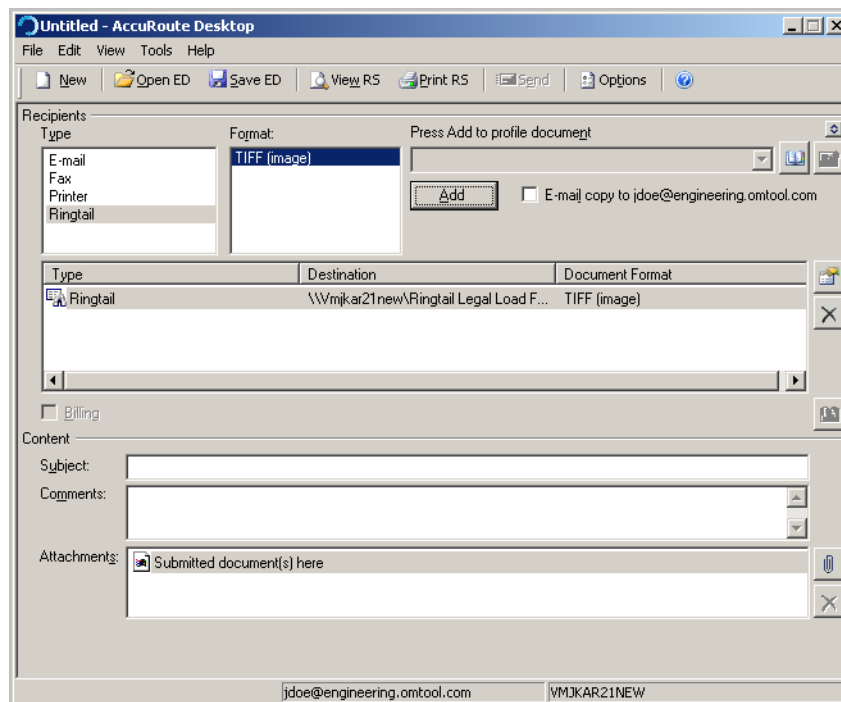 Untitled - AccuRoute Desktop
File Edit View Tools Help
New Open ED Save ED View RS Print RS Send Options
Recipients
Type Format: Press Add to profile document
E-mail
Fax
Printer
Ringtail
TIFF (image)
Add E-mail copy to jdoe@engineering.omtool.com
Type Destination Document Format
Ringtail \\Vmjkar21new\Ringtail Legal Load F... TIFF (image)
Billing
Content
Subject:
Comments:
Attachments: Submitted document(s) here
jdoe@engineering.omtool.com VMJKAR21NEW